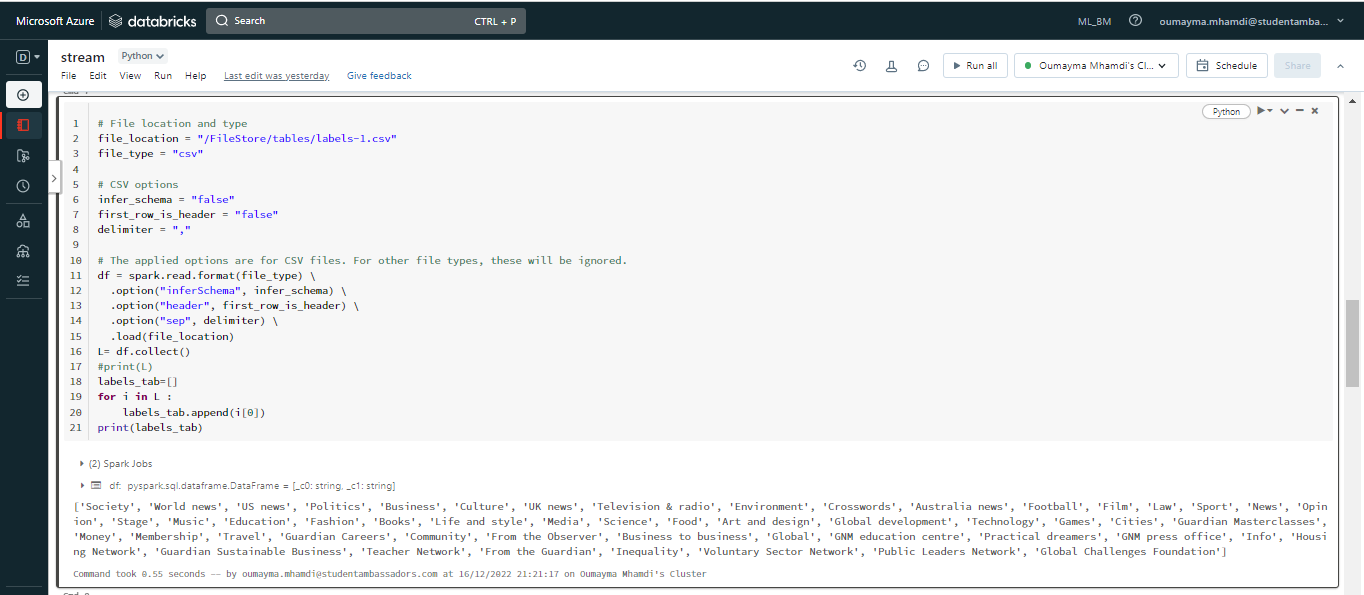 Microsoft Azure databricks Search CTRL + P ML_BM oumayma.mhamdi@studentamba...
D stream Python
File Edit View Run Help Last edit was yesterday Give feedback Run all Oumayma Mhamdi's Cl... Schedule Share
Python
1 # File location and type
2 file_location = "/FileStore/tables/labels-1.csv"
3 file_type = "csv"
4
5 # CSV options
6 infer_schema = "false"
7 first_row_is_header = "false"
8 delimiter = ","
9
10 # The applied options are for CSV files. For other file types, these will be ignored.
11 df = spark.read.format(file_type) \
12 .option("inferSchema", infer_schema) \
13 .option("header", first_row_is_header) \
14 .option("sep", delimiter) \
15 .load(file_location)
16 L= df.collect()
17 #print(L)
18 labels_tab=[]
19 for i in L :
20 labels_tab.append(i[0])
21 print(labels_tab)
(2) Spark Jobs
df: pyspark.sql.dataframe.DataFrame = [_c0: string, _c1: string]
['Society', 'World news', 'US news', 'Politics', 'Business', 'Culture', 'UK news', 'Television & radio', 'Environment', 'Crosswords', 'Australia news', 'Football', 'Film', 'Law', 'Sport', 'News', 'Opin
ion', 'Stage', 'Music', 'Education', 'Fashion', 'Books', 'Life and style', 'Media', 'Science', 'Food', 'Art and design', 'Global development', 'Technology', 'Games', 'Cities', 'Guardian Masterclasses',
'Money', 'Membership', 'Travel', 'Guardian Careers', 'Community', 'From the Observer', 'Business to business', 'Global', 'GNM education centre', 'Practical dreamers', 'GNM press office', 'Info', 'Housi
ng Network', 'Guardian Sustainable Business', 'Teacher Network', 'From the Guardian', 'Inequality', 'Voluntary Sector Network', 'Public Leaders Network', 'Global Challenges Foundation']
Command took 0.55 seconds -- by oumayma.mhamdi@studentambassadors.com at 16/12/2022 21:21:17 on Oumayma Mhamdi's Cluster